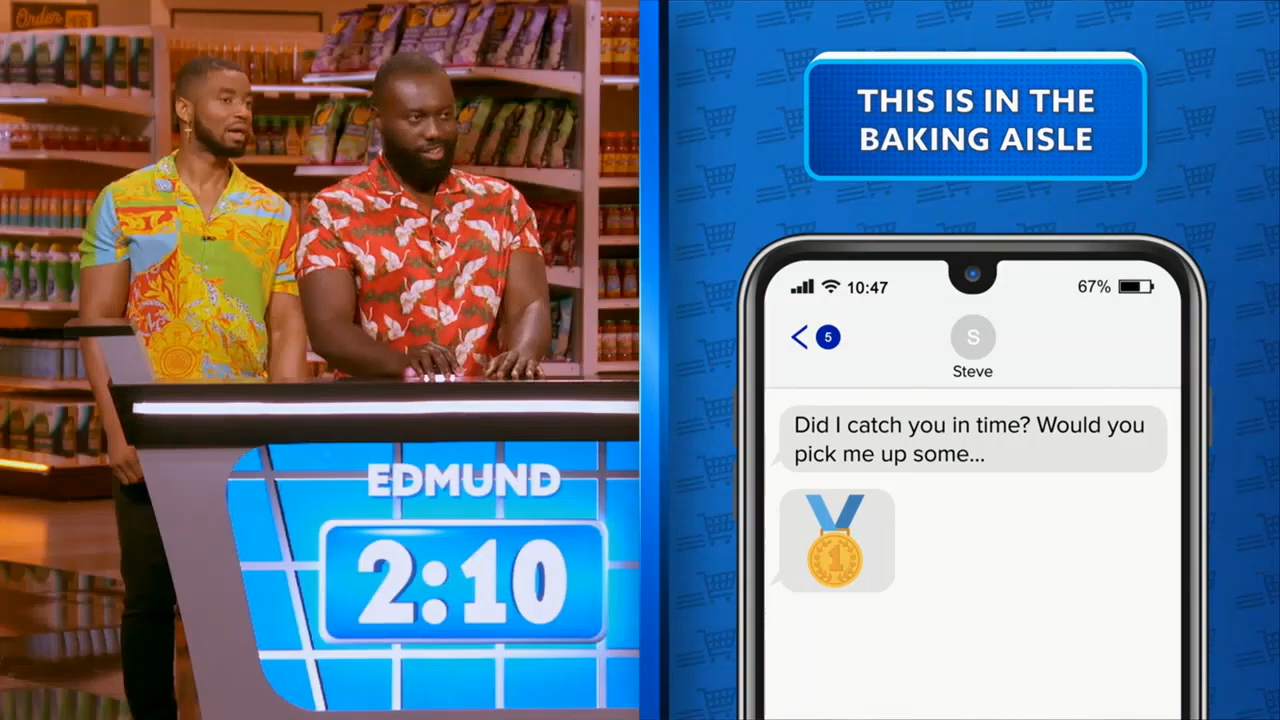 Order
THIS IS IN THE
BAKING AISLE
10:47
67%
5
S
Steve
Did I catch you in time? Would you
pick me up some...
1
EDMUND
2:10